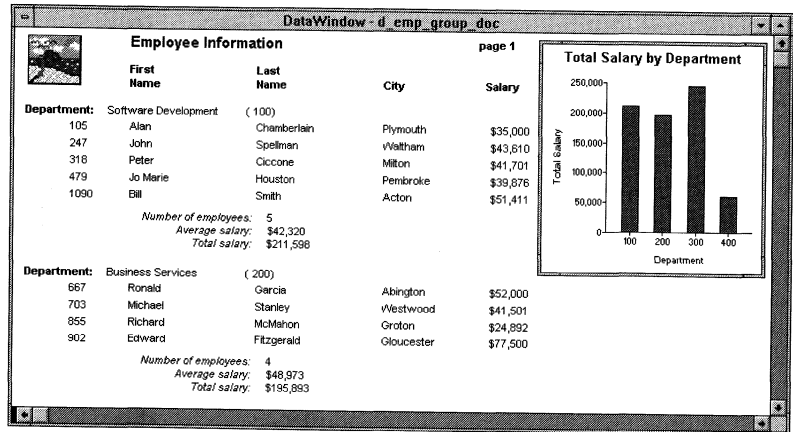 DataWindow - d_emp_group_doc
Employee Information
page 1
First Name
Last Name
City
Salary
Department: Software Development (100)
105 Alan Chamberlain Plymouth $35,000
247 John Spellman Waltham $43,610
318 Peter Ciccone Milton $41,701
479 Jo Marie Houston Pembroke $39,876
1090 Bill Smith Acton $51,411
Number of employees: 5
Average salary: $42,320
Total salary: $211,598
Department: Business Services (200)
667 Ronald Garcia Abington $52,000
703 Michael Stanley Westwood $41,501
855 Richard McMahon Groton $24,892
902 Edward Fitzgerald Gloucester $77,500
Number of employees: 4
Average salary: $48,973
Total salary: $195,893
Total Salary by Department
250,000
200,000
150,000
100,000
50,000
0
Total Salary
100 200 300 400
Department